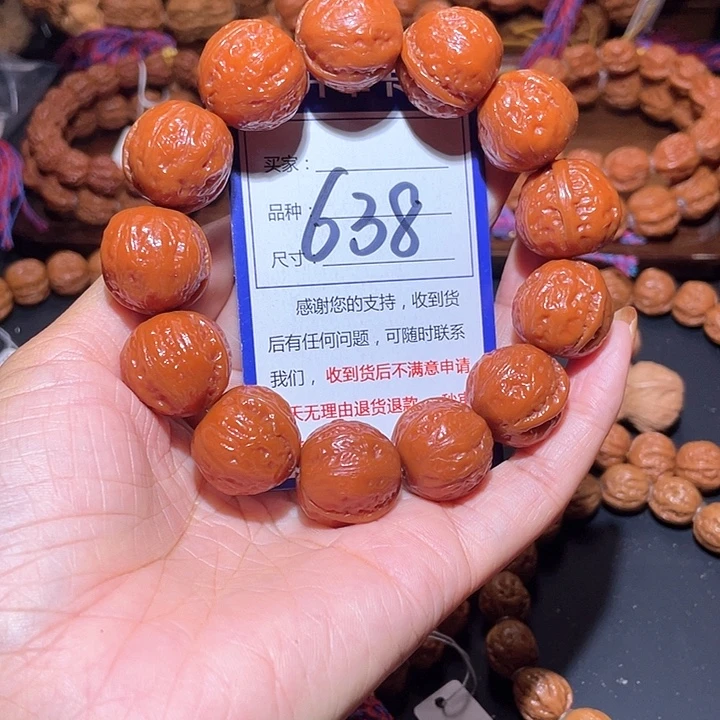 买家：
品种：
638
尺寸：
感谢您的支持，收到货
后有任何问题，可随时联系
我们，收到货后不满意申请
天无理由退货退款